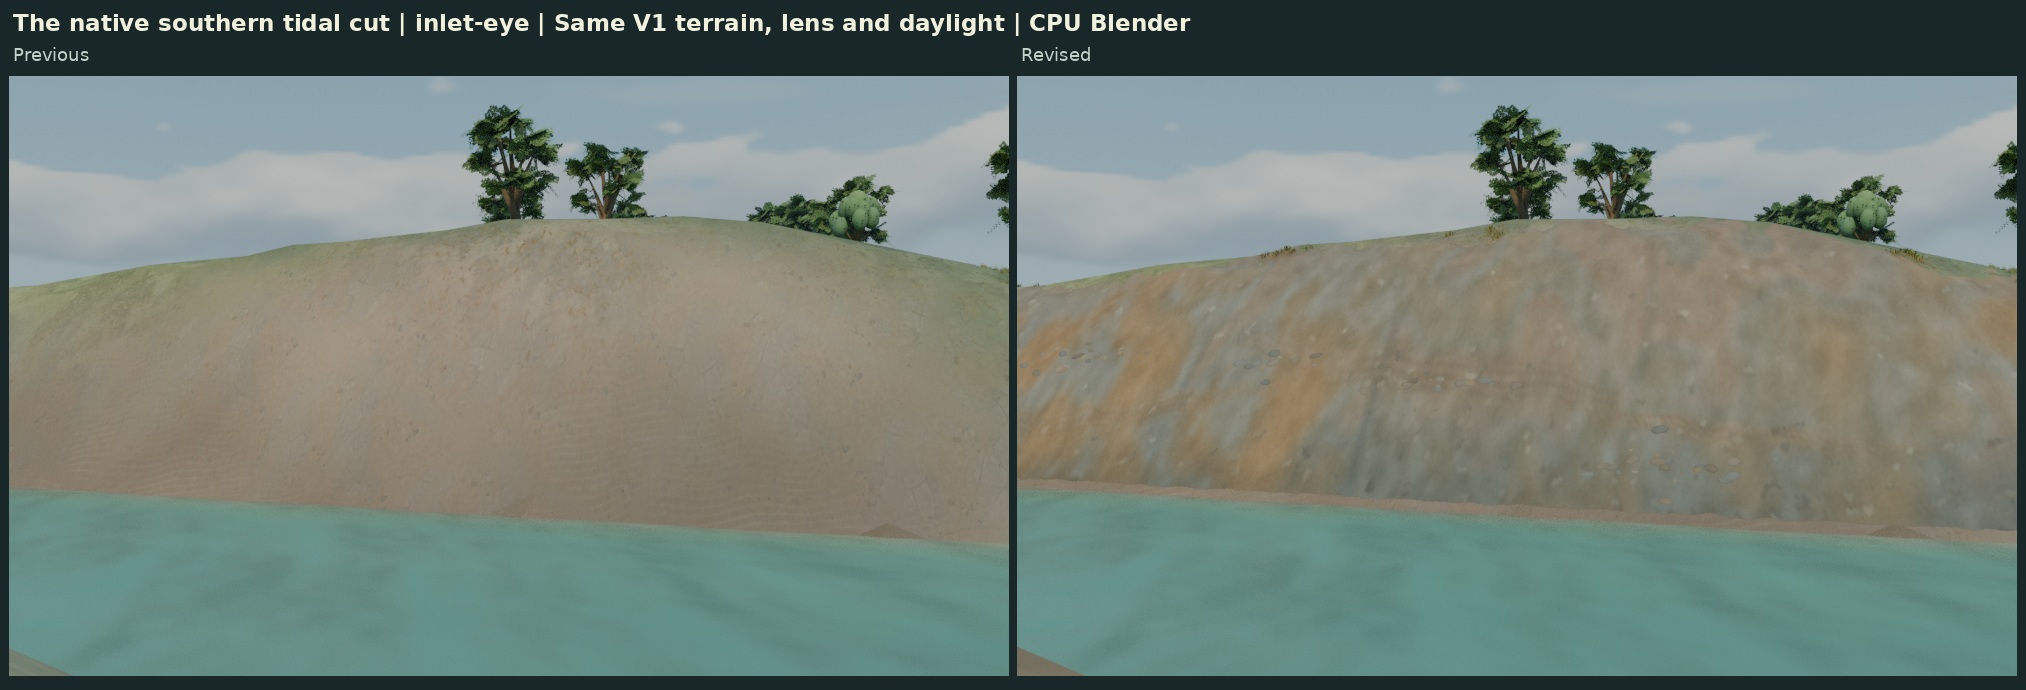 The native southern tidal cut | inlet-eye | Same V1 terrain, lens and daylight | CPU Blender
Previous
Revised